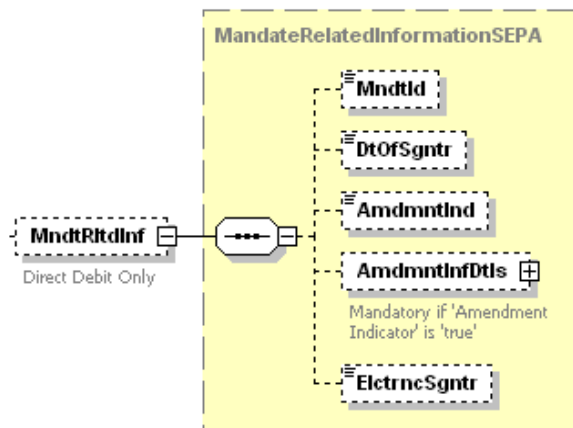 MandateRelatedInformationSEPA
MndtId
DtOfSgntr
AmdmntInd
MndtRltdInf
Direct Debit Only
AmdmntInfDtls
Mandatory if 'Amendment
Indicator' is 'true'
ElctrncSgntr